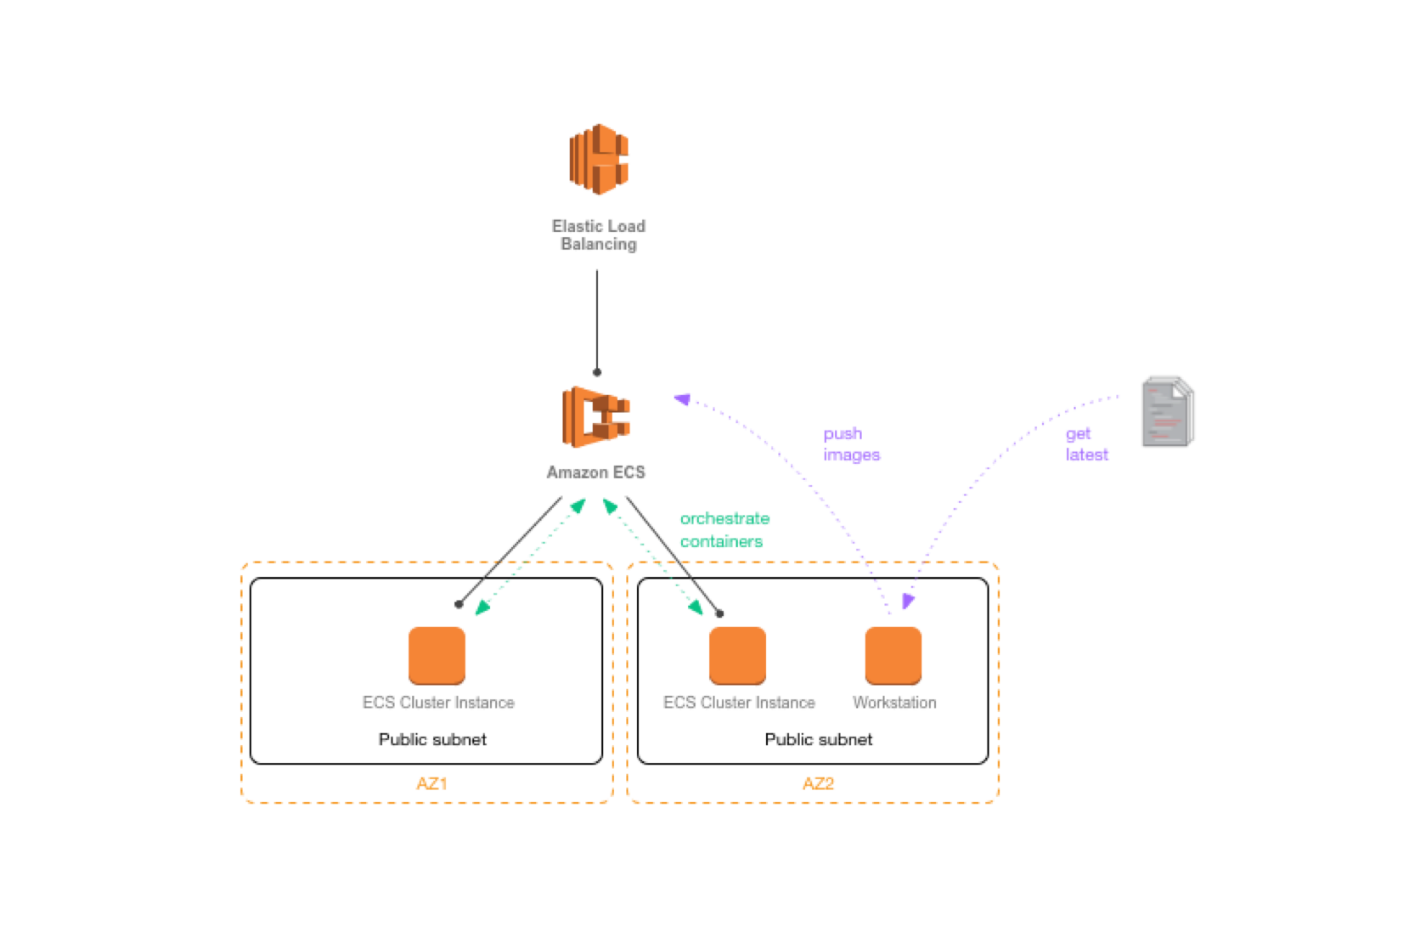 Elastic Load
Balancing
Amazon ECS
push
images
get
latest
orchestrate
containers
ECS Cluster Instance
Public subnet
AZ1
ECS Cluster Instance
Workstation
Public subnet
AZ2